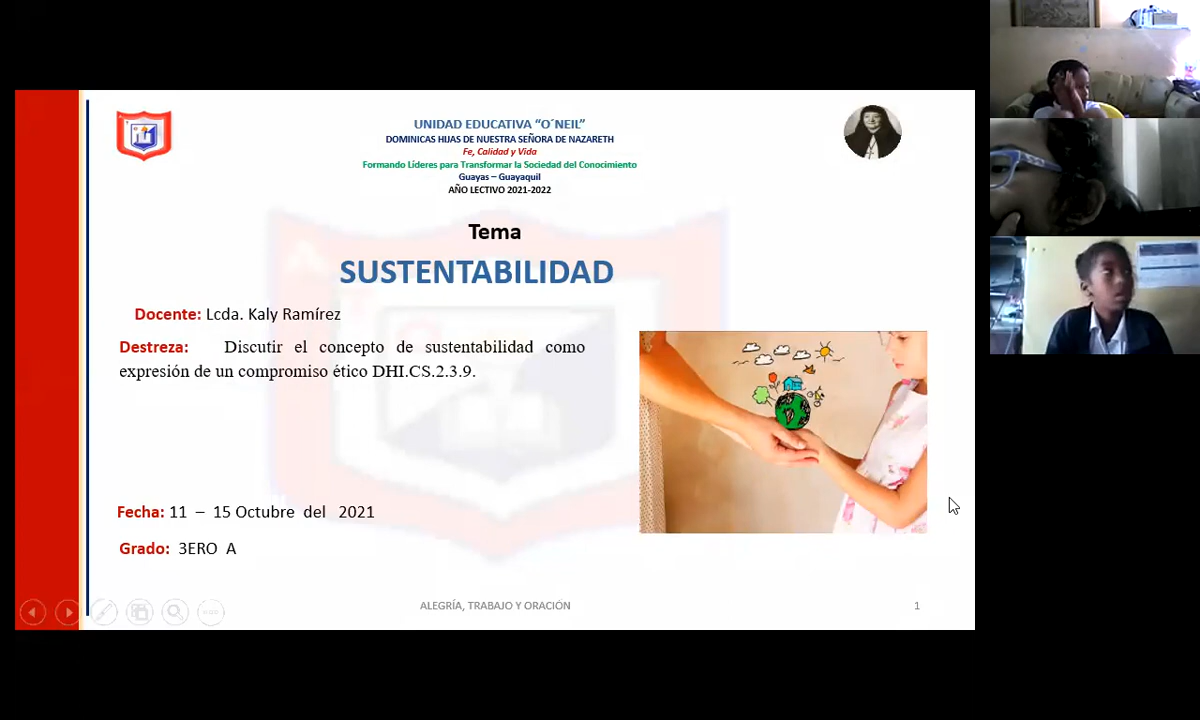 UNIDAD EDUCATIVA “O´NEIL”
DOMINICAS HIJAS DE NUESTRA SEÑORA DE NAZARETH
Fe, Calidad y Vida
Formando Líderes para Transformar la Sociedad del Conocimiento
Guayas – Guayaquil
AÑO LECTIVO 2021-2022
Tema
SUSTENTABILIDAD
Docente: Lcda. Kaly Ramírez
Destreza: Discutir el concepto de sustentabilidad como
expresión de un compromiso ético DHI.CS.2.3.9.
Fecha: 11 – 15 Octubre del 2021
Grado: 3ERO A
ALEGRÍA, TRABAJO Y ORACIÓN
1